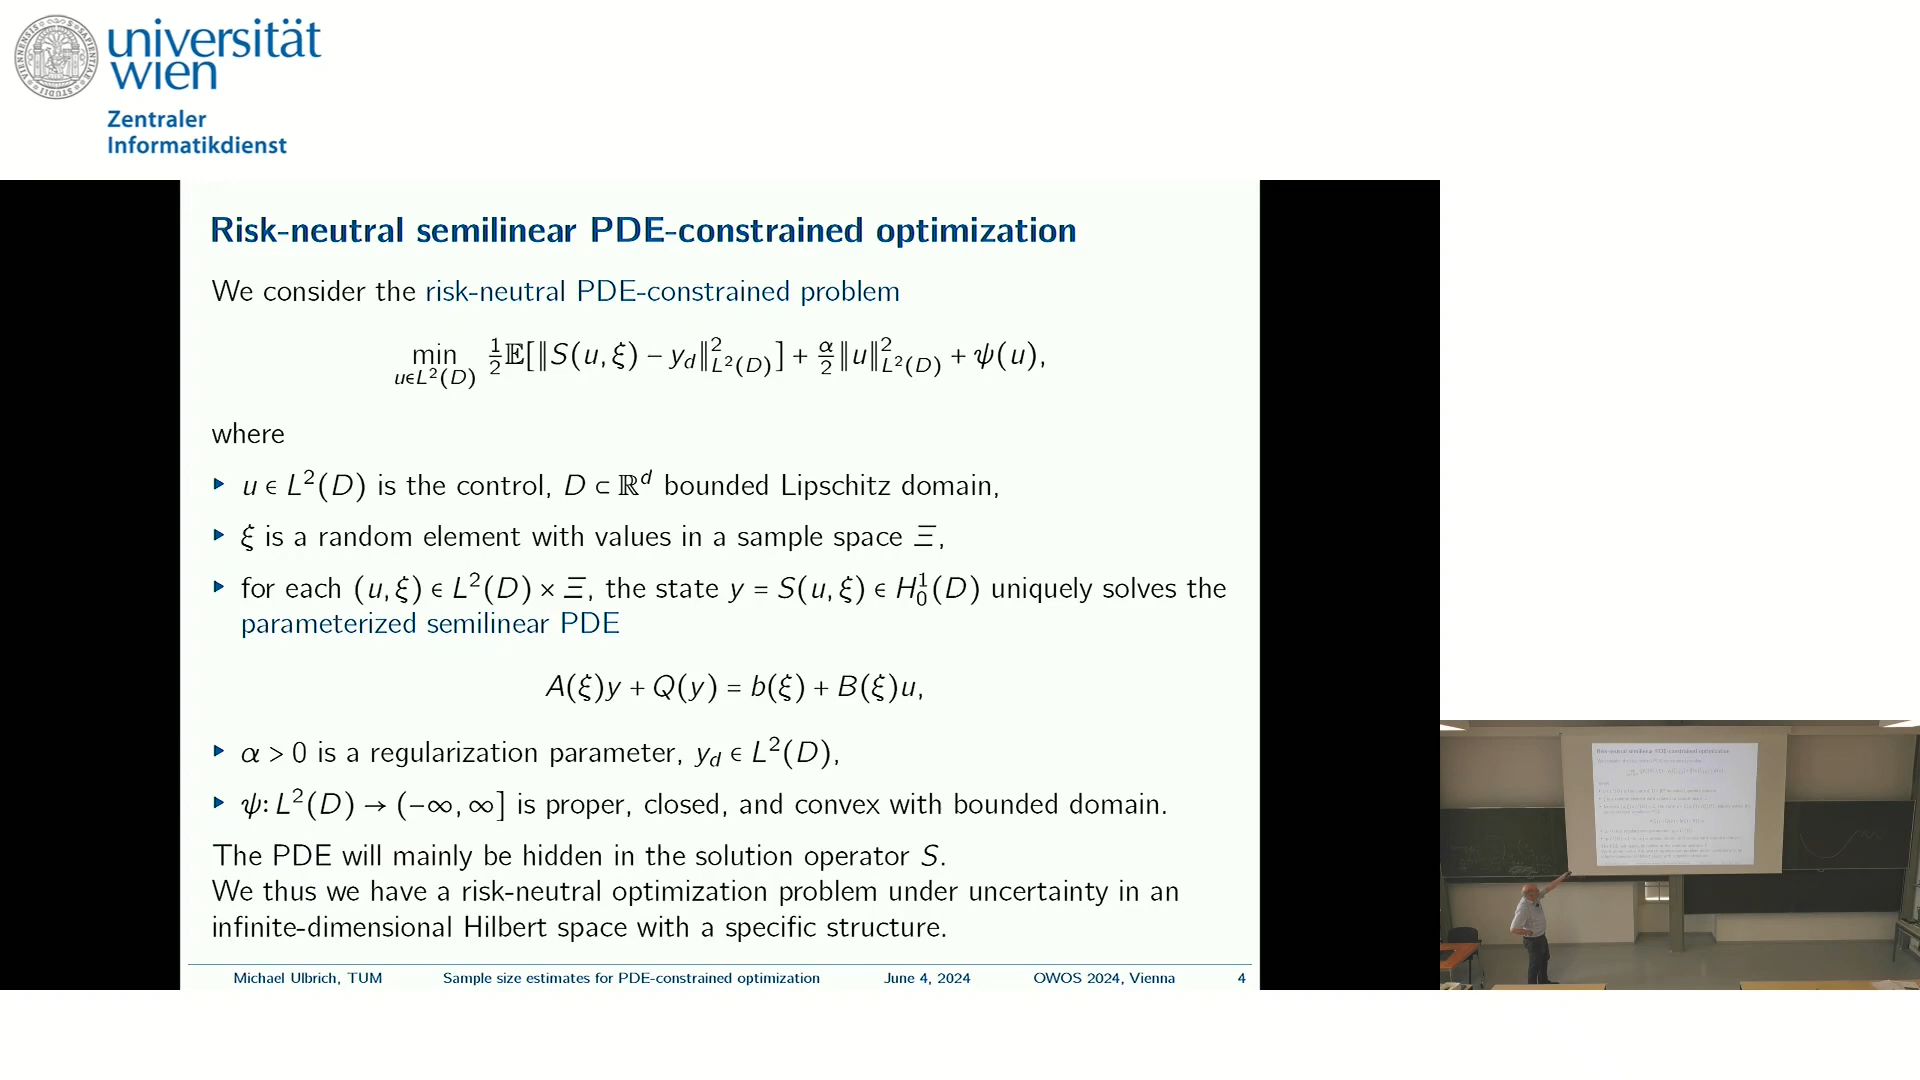 universität
wien
Zentraler
Informatikdienst
Risk-neutral semilinear PDE-constrained optimization
We consider the risk-neutral PDE-constrained problem
min_{u∈L²(D)} ½𝔼[‖S(u,ξ) − y_d‖²_{L²(D)}] + α/2‖u‖²_{L²(D)} + ψ(u),
where
▸ u ∈ L²(D) is the control, D ⊂ ℝ^d bounded Lipschitz domain,
▸ ξ is a random element with values in a sample space Ξ,
▸ for each (u,ξ) ∈ L²(D) × Ξ, the state y = S(u,ξ) ∈ H¹₀(D) uniquely solves the
parameterized semilinear PDE
A(ξ)y + Q(y) = b(ξ) + B(ξ)u,
▸ α > 0 is a regularization parameter, y_d ∈ L²(D),
▸ ψ: L²(D) → (−∞,∞] is proper, closed, and convex with bounded domain.
The PDE will mainly be hidden in the solution operator S.
We thus we have a risk-neutral optimization problem under uncertainty in an
infinite-dimensional Hilbert space with a specific structure.
Michael Ulbrich, TUM Sample size estimates for PDE-constrained optimization June 4, 2024 OWOS 2024, Vienna 4